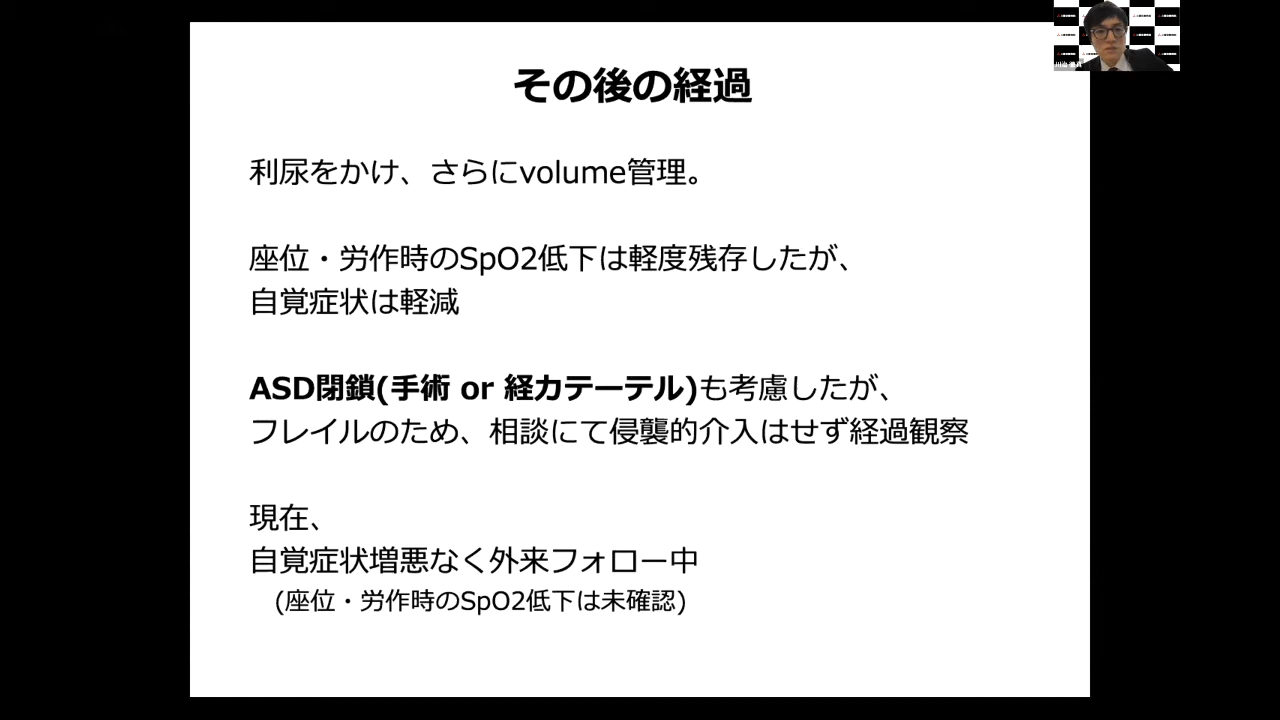 その後の経過
利尿をかけ、さらにvolume管理。
座位・労作時のSpO2低下は軽度残存したが、
自覚症状は軽減
ASD閉鎖(手術 or 経カテーテル)も考慮したが、
フレイルのため、相談にて侵襲的介入はせず経過観察
現在、
自覚症状増悪なく外来フォロー中
(座位・労作時のSpO2低下は未確認)